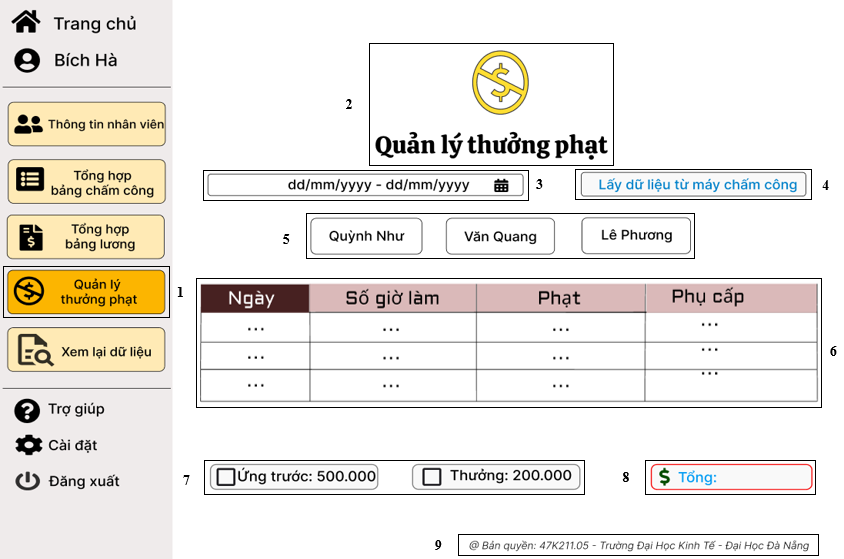 Trang chủ
Bích Hà
Thông tin nhân viên
Tổng hợp
bảng chấm công
Tổng hợp
bảng lương
Quản lý
thưởng phạt
1
Xem lại dữ liệu
Trợ giúp
Cài đặt
Đăng xuất
2
Quản lý thưởng phạt
dd/mm/yyyy - dd/mm/yyyy
3
Lấy dữ liệu từ máy chấm công
4
5
Quỳnh Như
Văn Quang
Lê Phương
Ngày Số giờ làm Phạt Phụ cấp
... ... ... ...
... ... ... ...
... ... ... ...
6
7
Ứng trước: 500.000
Thưởng: 200.000
8
$ Tổng:
9
@ Bản quyền: 47K211.05 - Trường Đại Học Kinh Tế - Đại Học Đà Nẵng